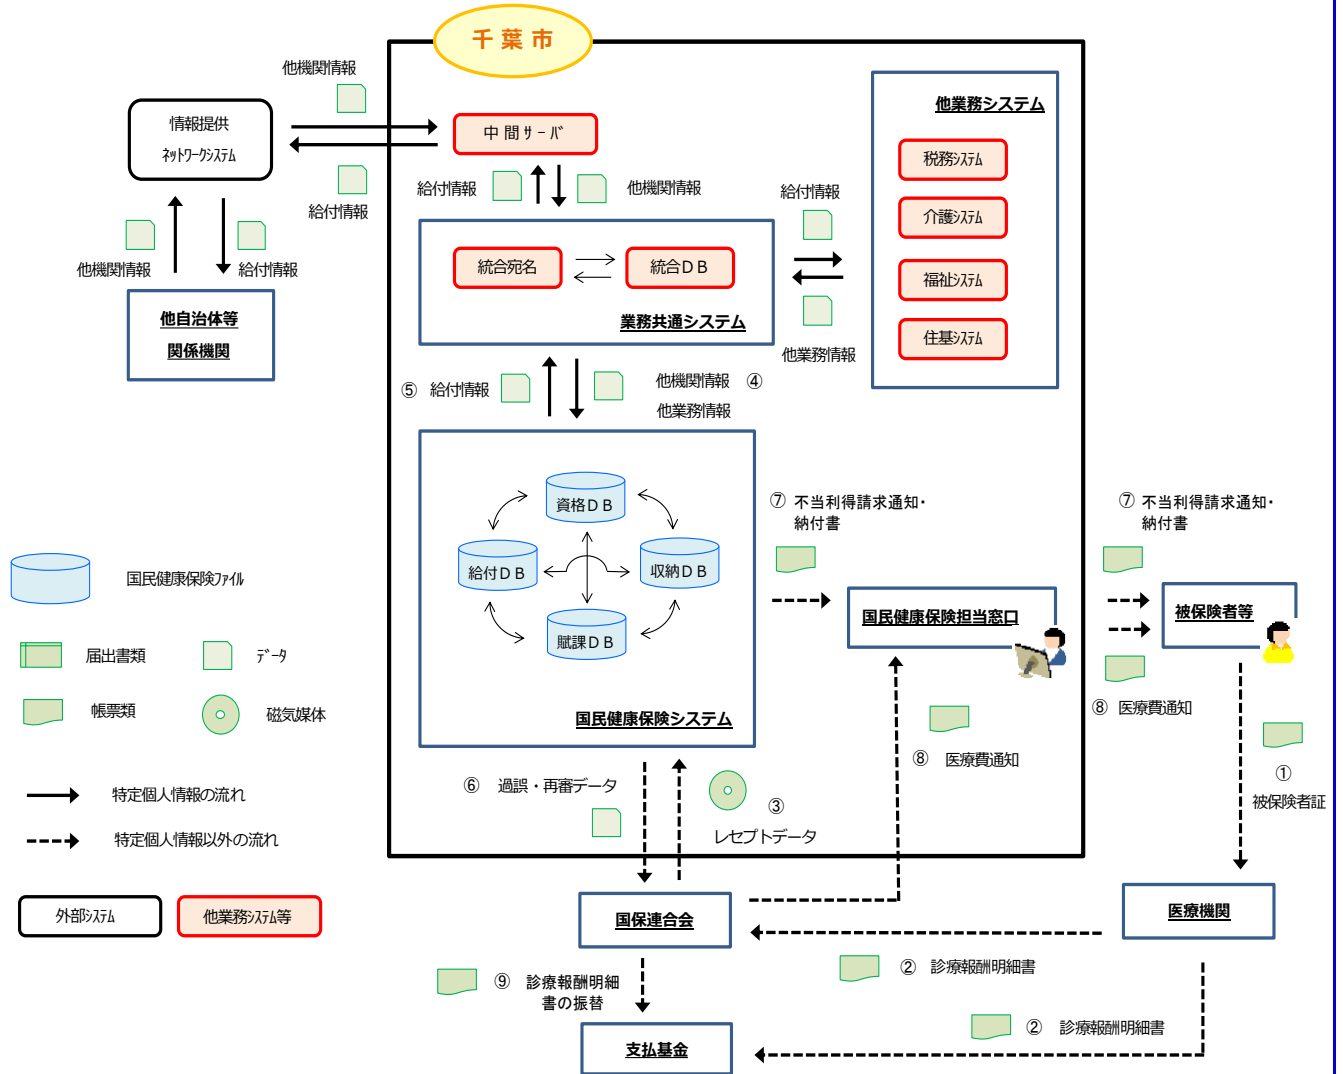 千 葉 市
他機関情報
情報提供
ネットワークシステム
中 間 サ ー バ
給付情報
他機関情報
給付情報
他機関情報
給付情報
他自治体等
関係機関
統合宛名
統合ＤＢ
業務共通システム
給付情報
他業務情報
他業務システム
税務システム
介護システム
福祉システム
住基システム
⑤ 給付情報
他機関情報 ④
他業務情報
資格ＤＢ
給付ＤＢ
収納ＤＢ
賦課ＤＢ
国民健康保険システム
⑦ 不当利得請求通知・
納付書
国民健康保険担当窓口
⑦ 不当利得請求通知・
納付書
被保険者等
⑧ 医療費通知
①
被保険者証
⑧ 医療費通知
⑥ 過誤・再審データ
③
レセプトデータ
国保連合会
医療機関
② 診療報酬明細書
⑨ 診療報酬明細
書の振替
② 診療報酬明細書
支払基金
国民健康保険ファイル
届出書類
データ
帳票類
磁気媒体
特定個人情報の流れ
特定個人情報以外の流れ
外部システム
他業務システム等